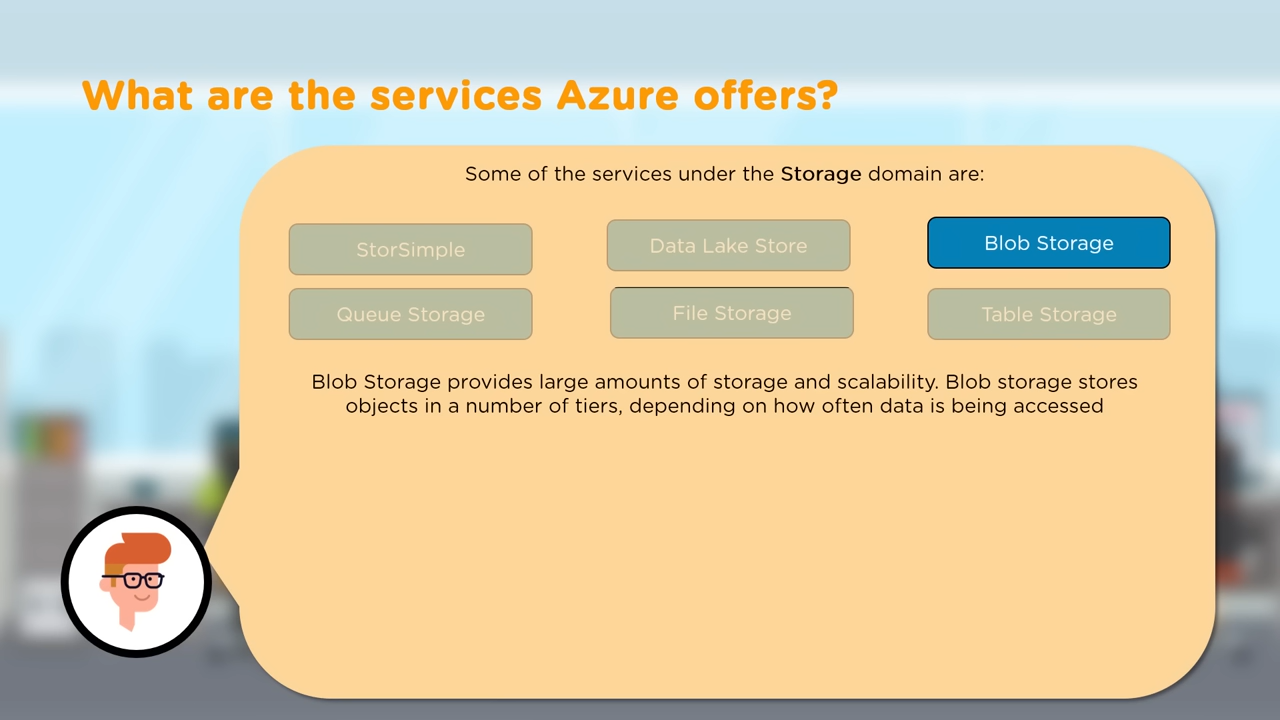 What are the services Azure offers?
Some of the services under the Storage domain are:
StorSimple
Data Lake Store
Blob Storage
Queue Storage
File Storage
Table Storage
Blob Storage provides large amounts of storage and scalability. Blob storage stores
objects in a number of tiers, depending on how often data is being accessed